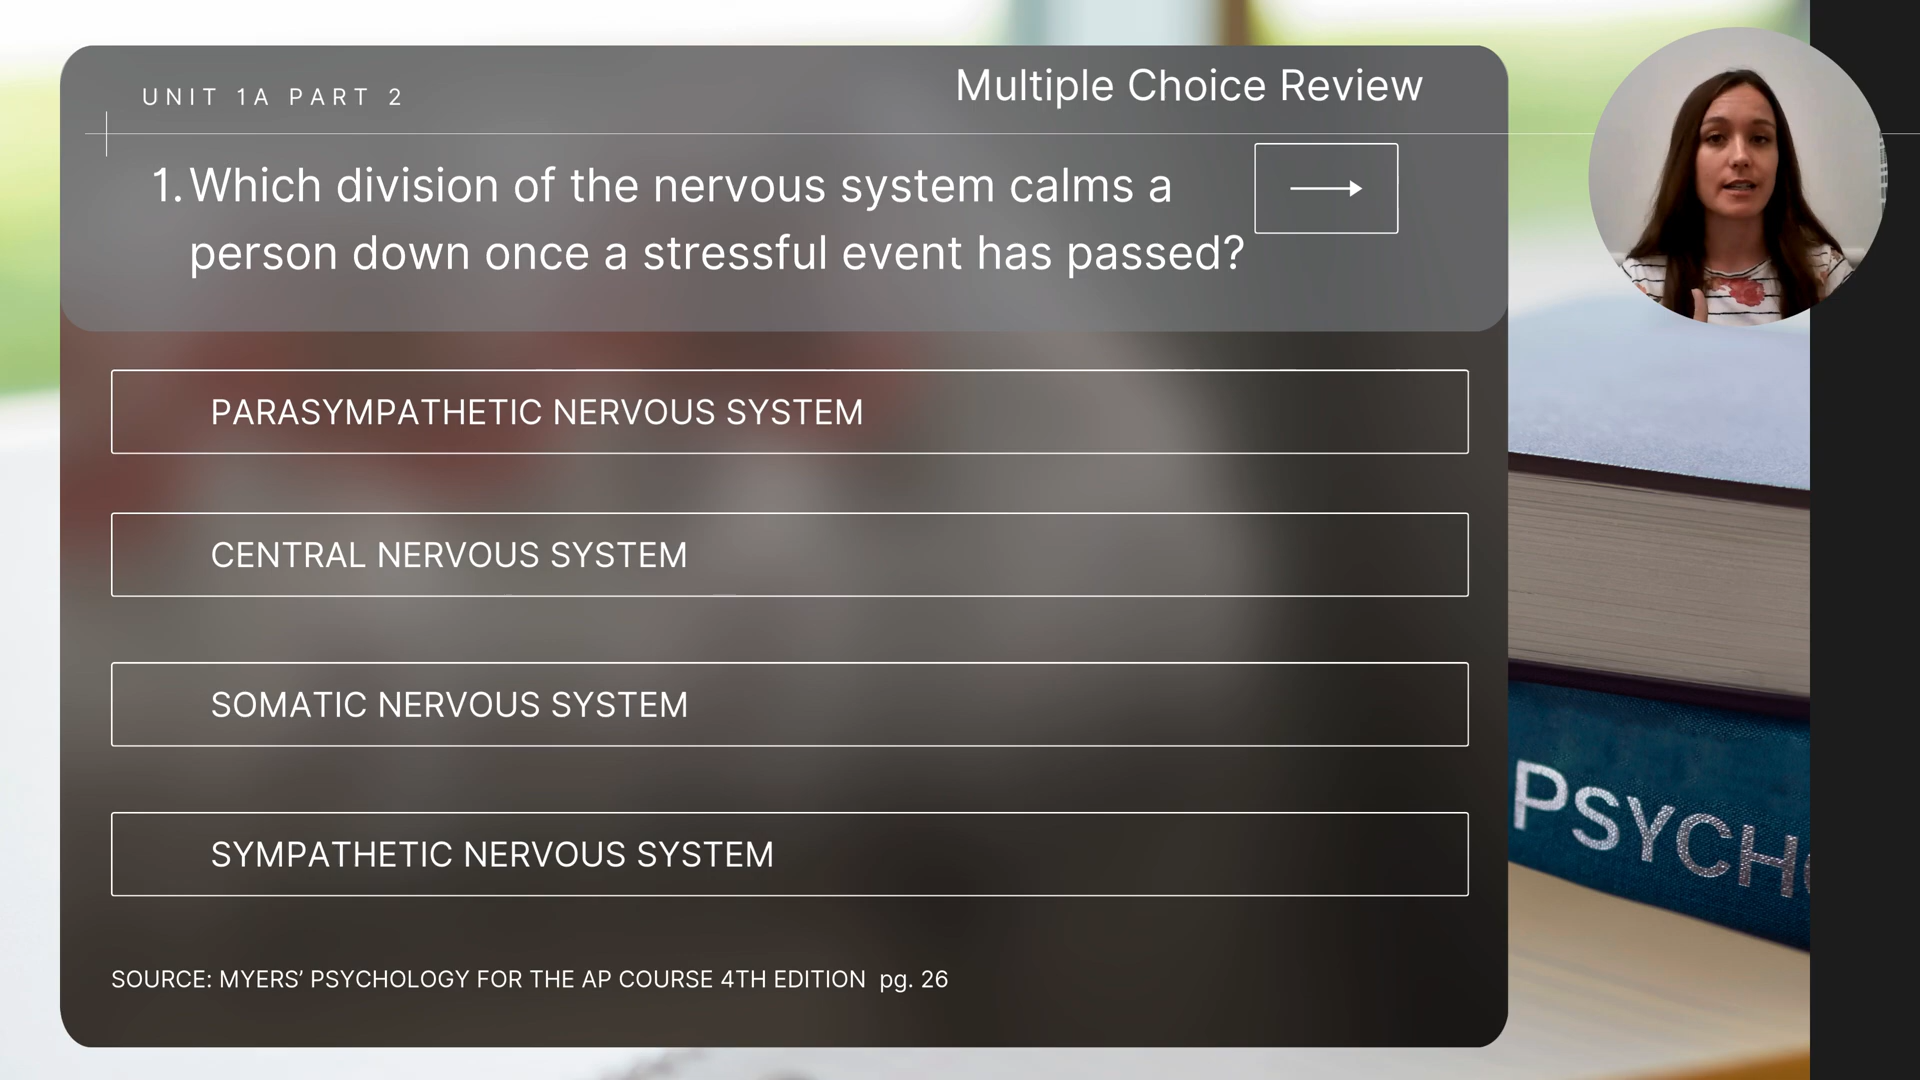 UNIT 1A PART 2
Multiple Choice Review
1. Which division of the nervous system calms a
person down once a stressful event has passed?
PARASYMPATHETIC NERVOUS SYSTEM
CENTRAL NERVOUS SYSTEM
SOMATIC NERVOUS SYSTEM
SYMPATHETIC NERVOUS SYSTEM
PSYCH
SOURCE: MYERS’ PSYCHOLOGY FOR THE AP COURSE 4TH EDITION pg. 26